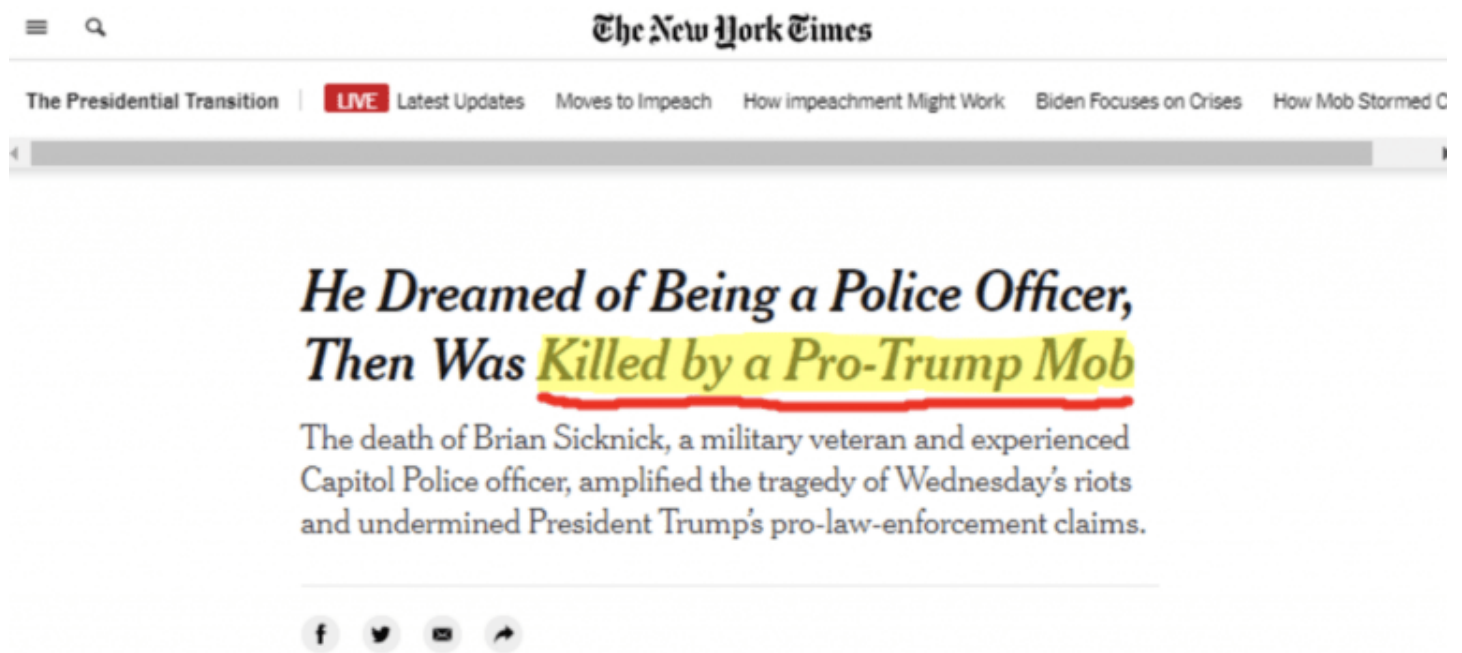 The New York Times
The Presidential Transition LIVE Latest Updates Moves to Impeach How impeachment Might Work Biden Focuses on Crises How Mob Stormed C
He Dreamed of Being a Police Officer,
Then Was Killed by a Pro-Trump Mob
The death of Brian Sicknick, a military veteran and experienced
Capitol Police officer, amplified the tragedy of Wednesday's riots
and undermined President Trump's pro-law-enforcement claims.